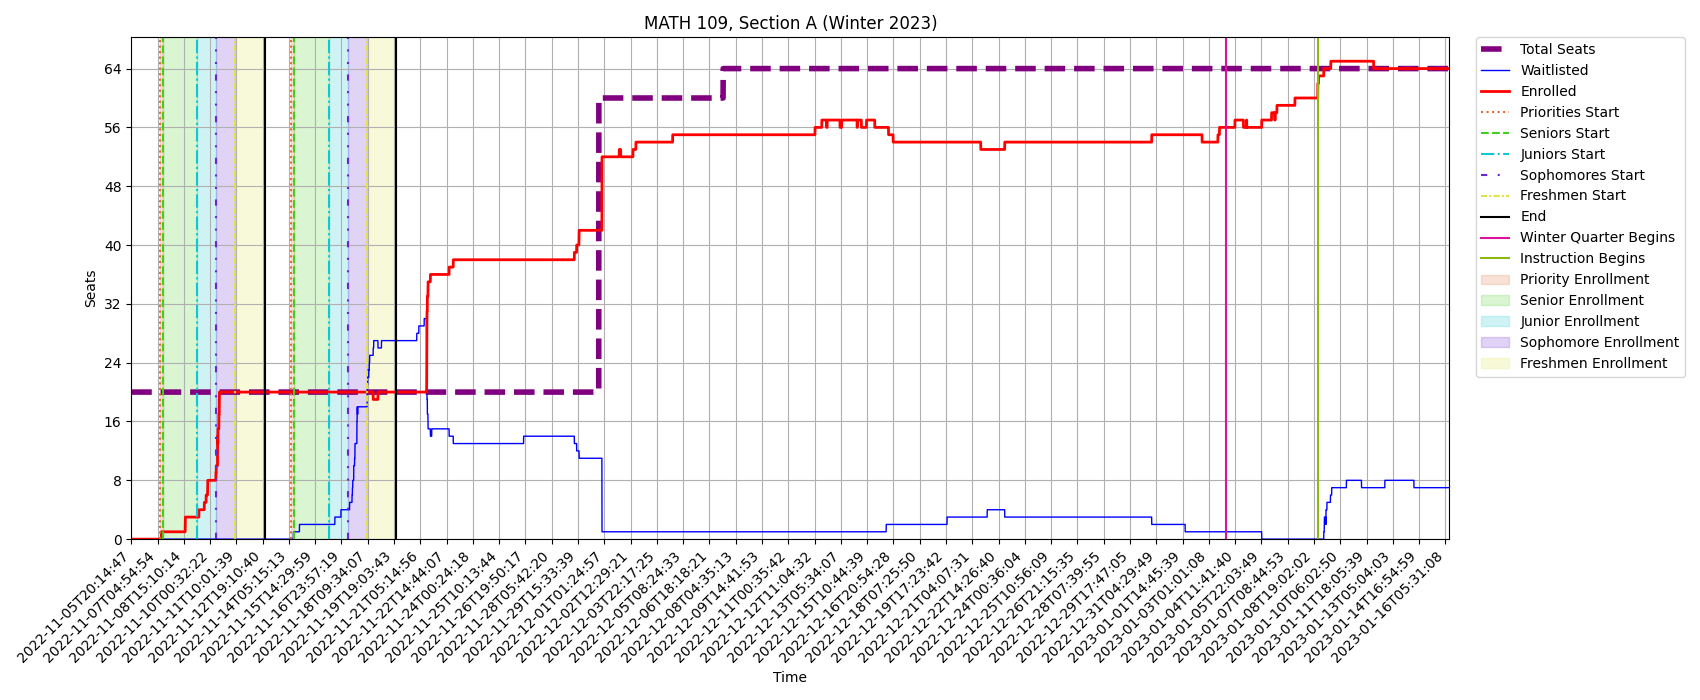 MATH 109, Section A (Winter 2023)
64
56
48
40
32
24
16
8
0
Seats
2022-11-05T20:14:47
2022-11-07T04:54:54
2022-11-08T15:10:14
2022-11-10T00:32:22
2022-11-11T10:01:39
2022-11-12T19:10:40
2022-11-14T05:15:13
2022-11-15T14:29:59
2022-11-16T23:57:19
2022-11-18T09:34:07
2022-11-19T19:03:43
2022-11-21T05:14:56
2022-11-22T14:44:07
2022-11-24T00:24:18
2022-11-25T10:13:44
2022-11-26T19:50:17
2022-11-28T05:42:20
2022-11-29T15:33:39
2022-12-01T01:24:57
2022-12-02T12:29:21
2022-12-03T22:17:25
2022-12-05T08:24:33
2022-12-06T18:18:21
2022-12-08T04:35:13
2022-12-09T14:41:53
2022-12-11T00:35:42
2022-12-12T11:04:32
2022-12-13T05:34:07
2022-12-15T10:44:39
2022-12-16T20:54:28
2022-12-18T07:25:50
2022-12-19T17:23:42
2022-12-21T04:07:31
2022-12-22T14:26:40
2022-12-24T00:36:04
2022-12-25T10:56:09
2022-12-26T21:15:35
2022-12-28T07:39:55
2022-12-29T17:47:05
2022-12-31T04:29:49
2023-01-01T14:45:39
2023-01-03T01:01:08
2023-01-04T11:41:40
2023-01-05T22:03:49
2023-01-07T08:44:53
2023-01-08T19:02:02
2023-01-10T06:02:50
2023-01-11T18:05:39
2023-01-13T05:04:03
2023-01-14T16:54:59
2023-01-16T05:31:08
Time
Total Seats
Waitlisted
Enrolled
Priorities Start
Seniors Start
Juniors Start
Sophomores Start
Freshmen Start
End
Winter Quarter Begins
Instruction Begins
Priority Enrollment
Senior Enrollment
Junior Enrollment
Sophomore Enrollment
Freshmen Enrollment